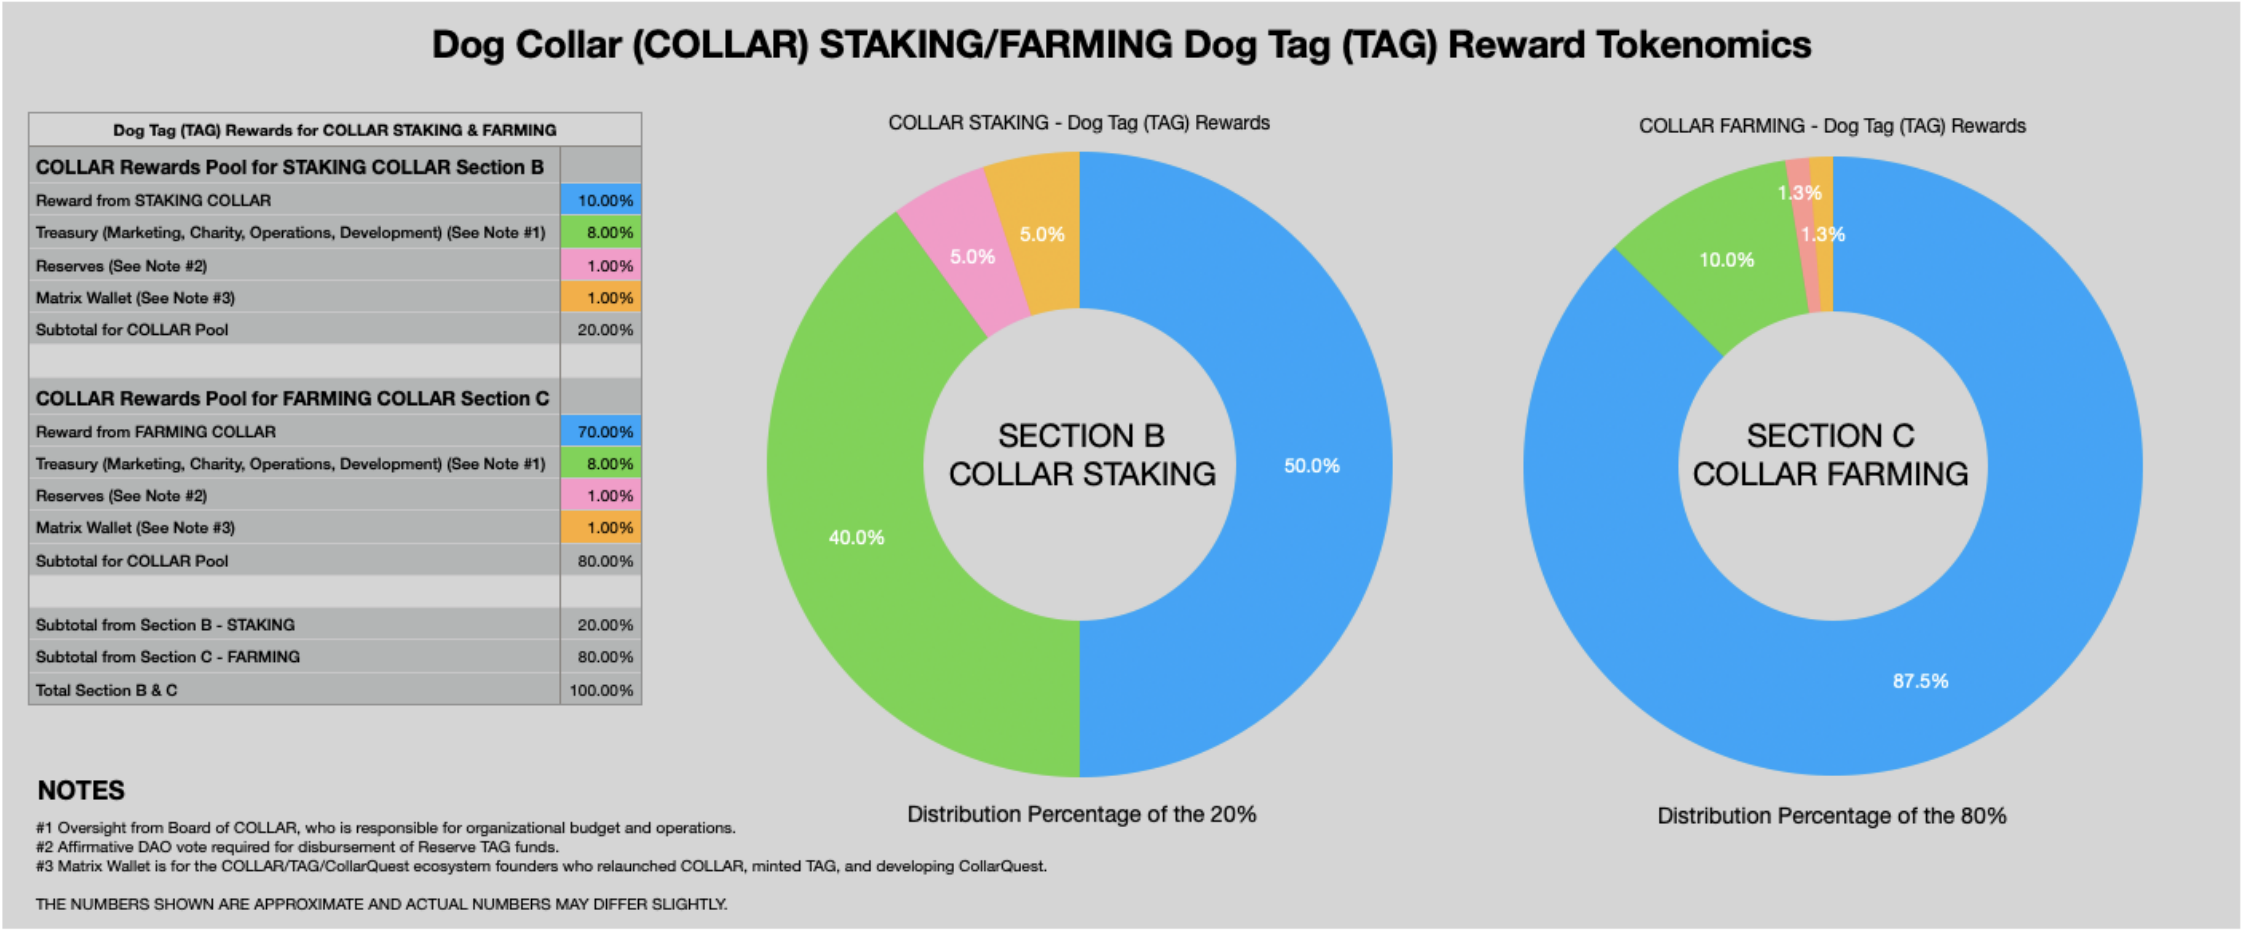 Dog Collar (COLLAR) STAKING/FARMING Dog Tag (TAG) Reward Tokenomics
Dog Tag (TAG) Rewards for COLLAR STAKING & FARMING
COLLAR Rewards Pool for STAKING COLLAR Section B
Reward from STAKING COLLAR 10.00%
Treasury (Marketing, Charity, Operations, Development) (See Note #1) 8.00%
Reserves (See Note #2) 1.00%
Matrix Wallet (See Note #3) 1.00%
Subtotal for COLLAR Pool 20.00%
COLLAR Rewards Pool for FARMING COLLAR Section C
Reward from FARMING COLLAR 70.00%
Treasury (Marketing, Charity, Operations, Development) (See Note #1) 8.00%
Reserves (See Note #2) 1.00%
Matrix Wallet (See Note #3) 1.00%
Subtotal for COLLAR Pool 80.00%
Subtotal from Section B - STAKING 20.00%
Subtotal from Section C - FARMING 80.00%
Total Section B & C 100.00%
COLLAR STAKING - Dog Tag (TAG) Rewards
5.0%
5.0%
SECTION B
COLLAR STAKING
50.0%
40.0%
Distribution Percentage of the 20%
COLLAR FARMING - Dog Tag (TAG) Rewards
1.3%
1.3%
10.0%
SECTION C
COLLAR FARMING
87.5%
Distribution Percentage of the 80%
NOTES
#1 Oversight from Board of COLLAR, who is responsible for organizational budget and operations.
#2 Affirmative DAO vote required for disbursement of Reserve TAG funds.
#3 Matrix Wallet is for the COLLAR/TAG/CollarQuest ecosystem founders who relaunched COLLAR, minted TAG, and developing CollarQuest.
THE NUMBERS SHOWN ARE APPROXIMATE AND ACTUAL NUMBERS MAY DIFFER SLIGHTLY.